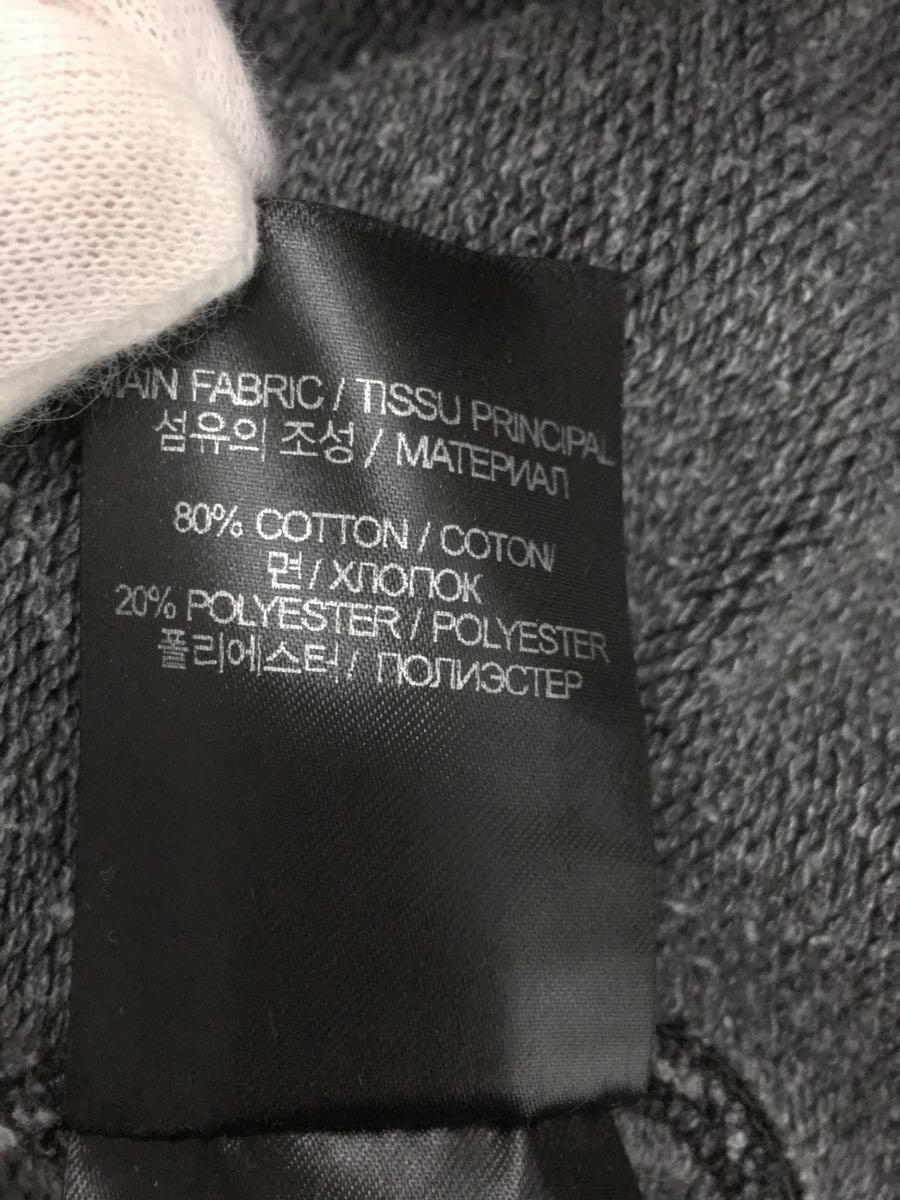 MAIN FABRIC / TISSU PRINCIPAL
섬유의 조성 / МАТЕРИАЛ
80% COTTON / COTON/
면 / ХЛОПОК
20% POLYESTER / POLYESTER
폴리에스터 / ПОЛИЭСТЕР